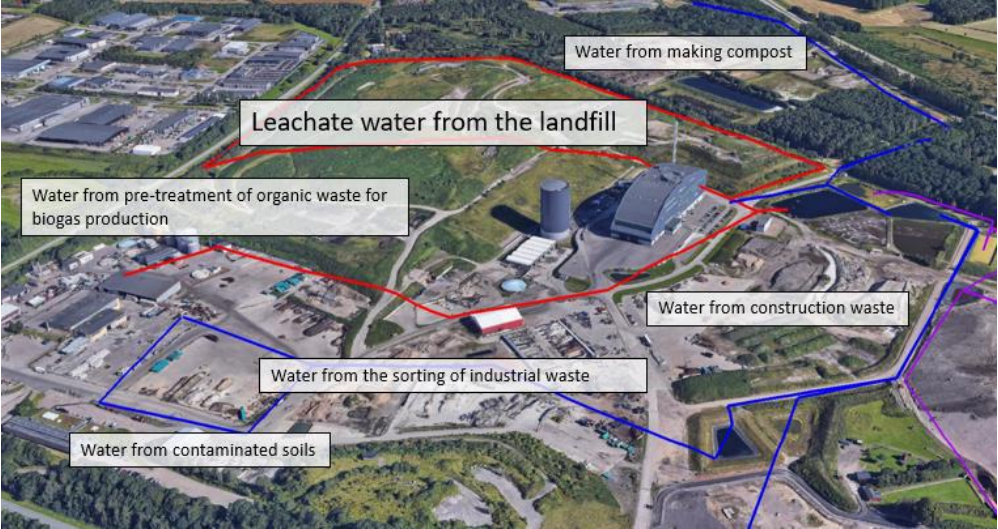 Water from making compost
Leachate water from the landfill
Water from pre-treatment of organic waste for
biogas production
Water from construction waste
Water from the sorting of industrial waste
Water from contaminated soils